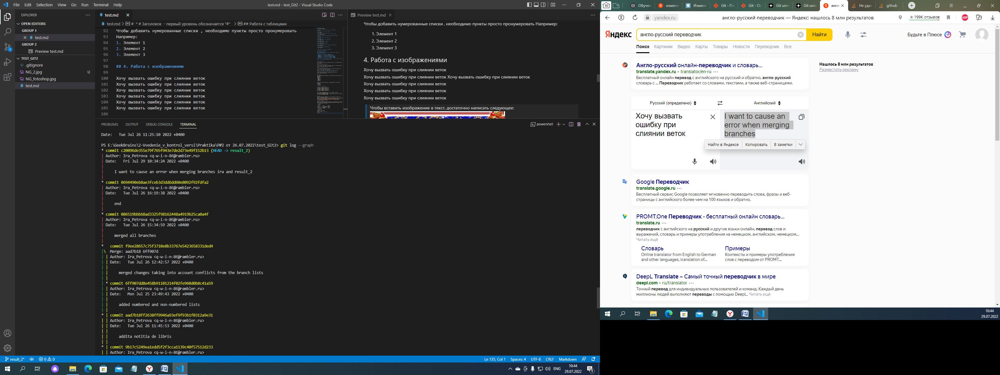 File Edit Selection View Go Run Terminal Help
test.md - test_Git2 - Visual Studio Code
EXPLORER
OPEN EDITORS
GROUP 1
test.md
GROUP 2
Preview test.md
TEST_GIT2
.gitignore
NG_2.jpg U
NG_fotoshop.jpg
test.md
test.md
test.md > # * # Заголовок - первый уровень обозначается "#" > ## Работа с таблицами
92 Чтобы добавить нумерованные списки , необходимо пункты просто пронумеровать
93 Например:
94 1. Элемент 1
95 2. Элемент 2
96 3. Элемент 3
97
98 ## 4. Работа с изображениями
99
100 Хочу вызвать ошибку при слиянии веток
101 Хочу вызвать ошибку при слиянии веток
102 Хочу вызвать ошибку при слиянии веток
103 Хочу вызвать ошибку при слиянии веток
104 Хочу вызвать ошибку при слиянии веток
105 Хочу вызвать ошибку при слиянии веток
106
Preview test.md
Чтобы добавить нумерованные списки , необходимо пункты просто пронумеровать Например:
1. Элемент 1
2. Элемент 2
3. Элемент 3
4. Работа с изображениями
Хочу вызвать ошибку при слиянии веток
Хочу вызвать ошибку при слиянии веток Хочу вызвать ошибку при слиянии веток
Хочу вызвать ошибку при слиянии веток
Хочу вызвать ошибку при слиянии веток
Хочу вызвать ошибку при слиянии веток
Чтобы вставить изображение в текст, достаточно написать следующее:
PROBLEMS OUTPUT DEBUG CONSOLE TERMINAL
powershell
Date: Tue Jul 26 11:25:10 2022 +0400
PS E:\GeekBrains\2-Vvedenie_v_kontrol_versi\Praktika\P№2 от 26.07.2022\test_Git2> git log --graph
* commit c20096de355e79f765f943e7de2d73e49f152b13 (HEAD -> result_2)
| Author: Ira_Petrova <q-w-i-n-86@rambler.ru>
| Date: Fri Jul 29 10:34:24 2022 +0400
|
| I want to cause an error when merging branches ira and result_2
|
* commit 0694490eb8ae3fceb3d3dd6dd60e8092f92fdfa2
| Author: Ira_Petrova <q-w-i-n-86@rambler.ru>
| Date: Tue Jul 26 16:19:38 2022 +0400
|
| end
|
* commit 086519bbb68ad3325f98162448a4919b25ca0a4f
| Author: Ira_Petrova <q-w-i-n-86@rambler.ru>
| Date: Tue Jul 26 15:34:59 2022 +0400
|
| merged all branches
|
* commit f9ee28657c75f3710e8b33767e5423658331ded4
|\ Merge: aad7b18 6ff907d
| | Author: Ira_Petrova <q-w-i-n-86@rambler.ru>
| | Date: Tue Jul 26 12:42:57 2022 +0400
| |
| | merged changes taking into account conflicts from the branch lists
| |
| * commit 6ff907dd8e458b91101214f02fe960d0b8c41a59
| | Author: Ira_Petrova <q-w-i-n-86@rambler.ru>
| | Date: Mon Jul 25 23:49:43 2022 +0400
| |
| | added numbered and non-numbered lists
| |
* | commit aad7b18ff2638ff9946a93ef9f93b1f0312a9e31
| | Author: Ira_Petrova <q-w-i-n-86@rambler.ru>
| | Date: Tue Jul 26 11:45:53 2022 +0400
| |
| | addita notitia de libris
| |
* | commit 9b17c5249ea1edd5f2f3cca1139c40f57512d233
| | Author: Ira_Petrova <q-w-i-n-86@rambler.ru>
result_2* 0 0
Ln 135, Col 1 Spaces: 4 UTF-8 CRLF Markdown
ENG
10:44
29.07.2022
10 Обучен измени Измене Git - Пе Git - Ос Git unm Git unm англ Не удае github -
yandex.ru
англо-русский переводчик — Яндекс: нашлось 8 млн результатов
199K отзывов
ABP
Яндекс
англо-русский переводчик
Найти
Будьте в Плюсе
Поиск Картинки Видео Карты Товары Новости Переводчик Все
Англо-русский онлайн-переводчик и словарь...
translate.yandex.ru › translator/en-ru
Бесплатный онлайн перевод с английского на русский и обратно, англо-русский
словарь с ... Переводчик работает со словами, текстами, а также веб-страницами.
Нашлось 8 млн результатов
Разместить рекламу
Русский (определено) Английский
Хочу вызвать
ошибку при
слиянии веток
I want to cause an
error when merging
branches
Найти в Яндексе Копировать В заметки
Google Переводчик
translate.google.ru
Бесплатный сервис Google позволяет мгновенно переводить слова, фразы и веб-
страницы с английского более чем на 100 языков и обратно.
PROMT.One Переводчик - бесплатный онлайн словарь...
translate.ru
переводчик с английского на русский и другие языки онлайн, перевод слов и
выражений, словарь и примеры употребления на немецком, английском, немецком...
Читать ещё
Словарь
Online translator from English to German
and other languages, translation of...
Примеры
Контексты и примеры употребления
слов с переводом от PROMT...
DeepL Translate – Самый точный переводчик в мире
deepl.com › ru/translator
Точный перевод для индивидуальных пользователей и команд. Каждый день
миллионы людей выполняют переводы с помощью DeepL. Читать ещё
10:44
29.07.2022